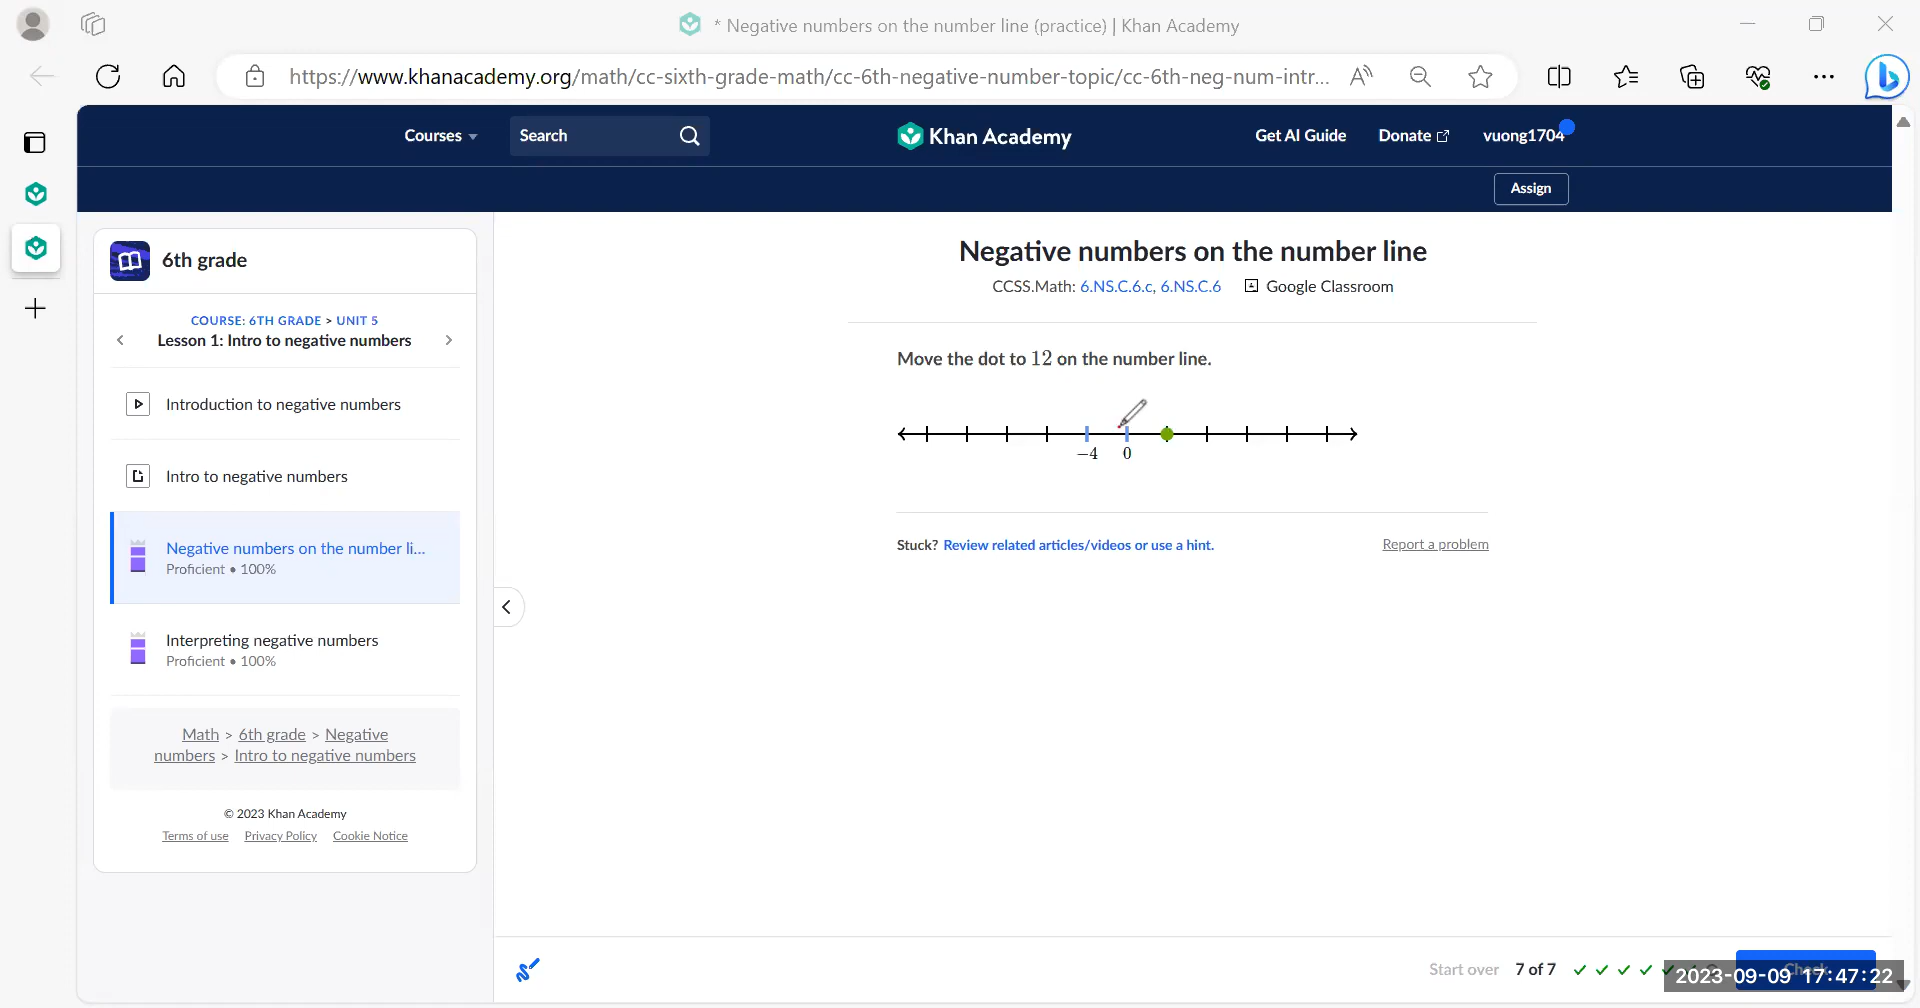 * Negative numbers on the number line (practice) | Khan Academy
https://www.khanacademy.org/math/cc-sixth-grade-math/cc-6th-negative-number-topic/cc-6th-neg-num-intr...
Courses
Search
Khan Academy
Get AI Guide
Donate
vuong1704
Assign
6th grade
COURSE: 6TH GRADE > UNIT 5
Lesson 1: Intro to negative numbers
Introduction to negative numbers
Intro to negative numbers
Negative numbers on the number li...
Proficient • 100%
Interpreting negative numbers
Proficient • 100%
Math > 6th grade > Negative
numbers > Intro to negative numbers
© 2023 Khan Academy
Terms of use Privacy Policy Cookie Notice
Negative numbers on the number line
CCSS.Math: 6.NS.C.6.c, 6.NS.C.6 Google Classroom
Move the dot to 12 on the number line.
−4 0
Stuck? Review related articles/videos or use a hint.
Report a problem
Start over 7 of 7
Check
2023-09-09 17:47:22